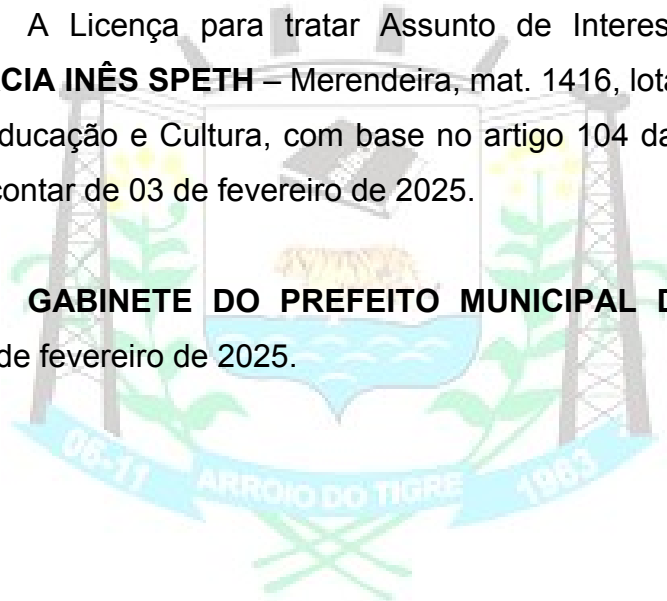 A Licença para tratar Assunto de Interes
CIA INÊS SPETH – Merendeira, mat. 1416, lota
ducação e Cultura, com base no artigo 104 da
contar de 03 de fevereiro de 2025.
GABINETE DO PREFEITO MUNICIPAL D
de fevereiro de 2025.
06-11 ARROIO DO TIGRE 1963